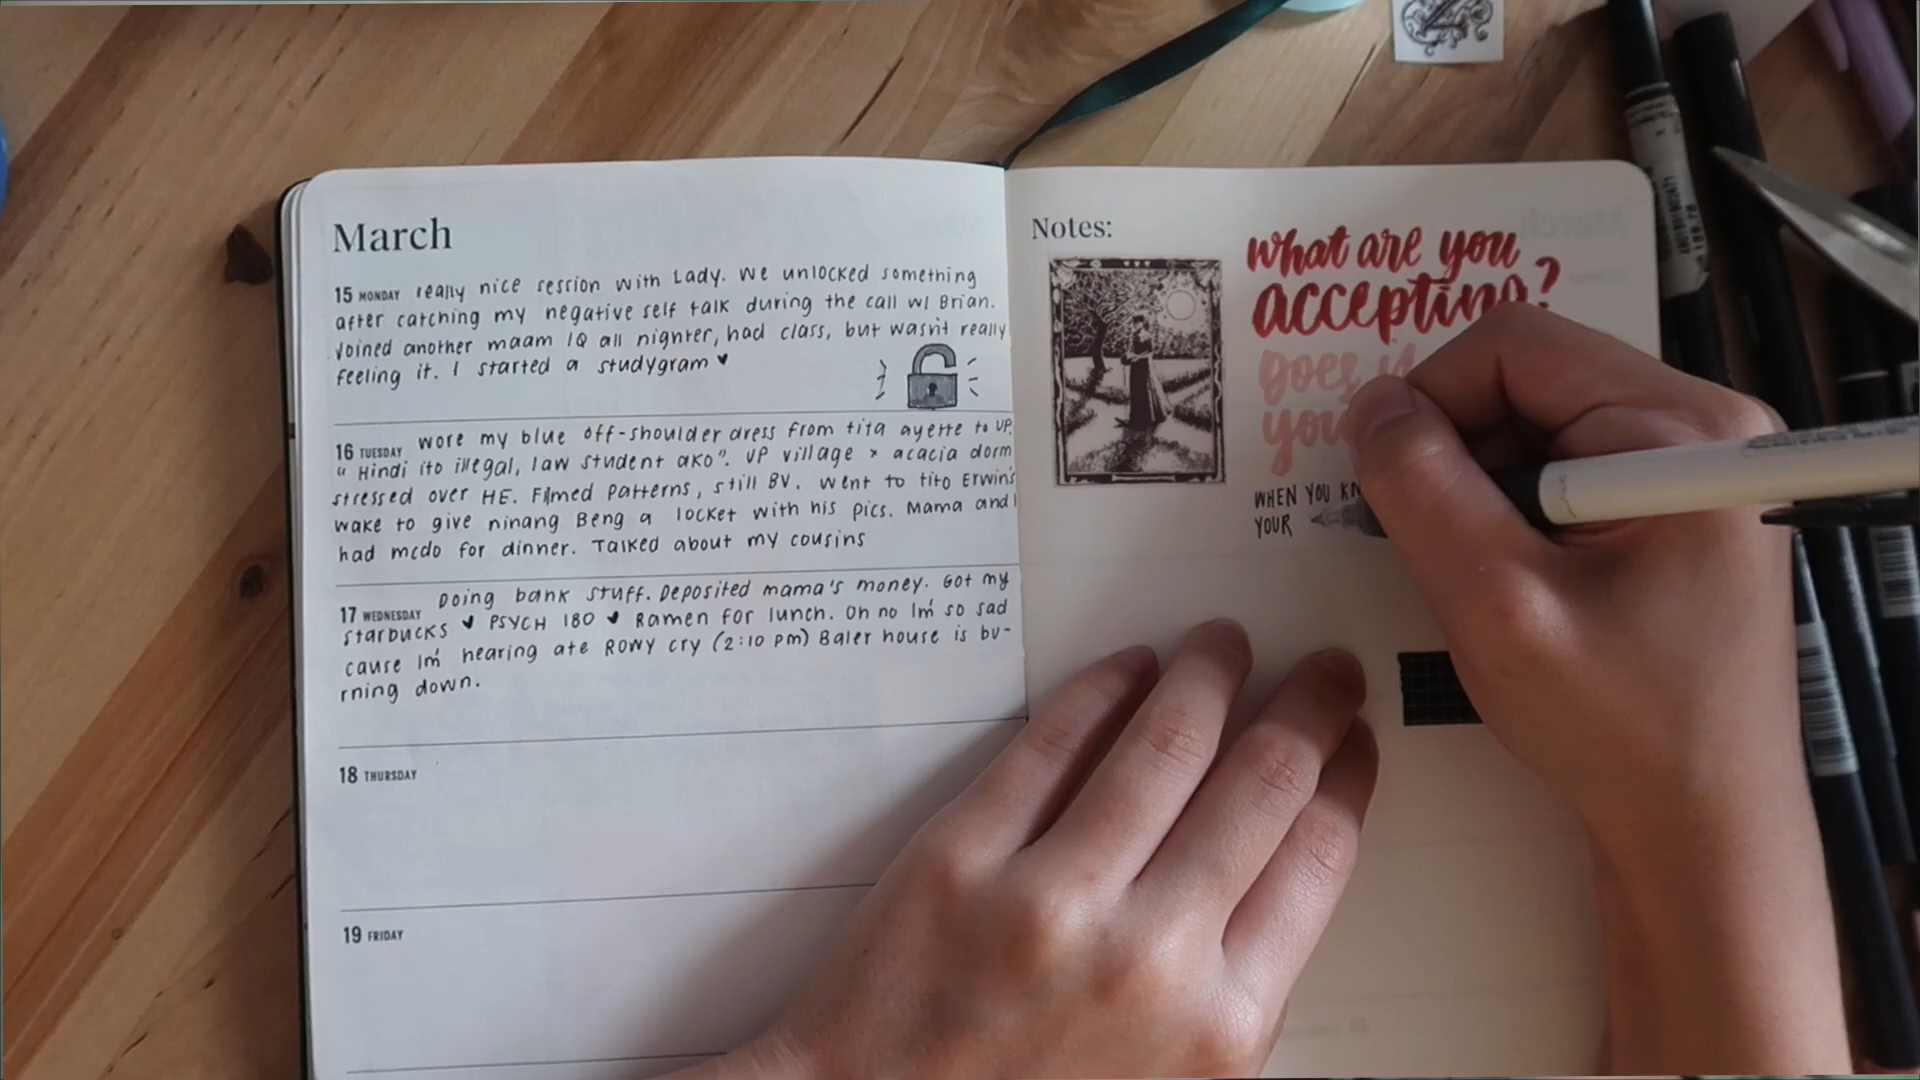 March
15 MONDAY really nice session with Lady. We unlocked something
after catching my negative self talk during the call w/ Brian.
Joined another maam IQ all nighter, had class, but wasn't really
feeling it. I started a studygram ♥
16 TUESDAY wore my blue off-shoulder dress from tita ayette to UP.
"Hindi ito illegal, law student ako". UP village > acacia dorm
stressed over HE. Filmed Patterns, still BV. Went to tito Erwin's
wake to give ninang Beng a locket with his pics. Mama and I
had mcdo for dinner. Talked about my cousins
17 WEDNESDAY Doing bank stuff. Deposited mama's money. Got my
starbucks ♥ PSYCH 180 ♥ Ramen for lunch. Oh no I'm so sad
cause I'm hearing ate ROWY cry (2:10 pm) Baler house is bu-
rning down.
18 THURSDAY
19 FRIDAY
Notes:
what are you
accepting?
goes
WHEN YOU
YOUR